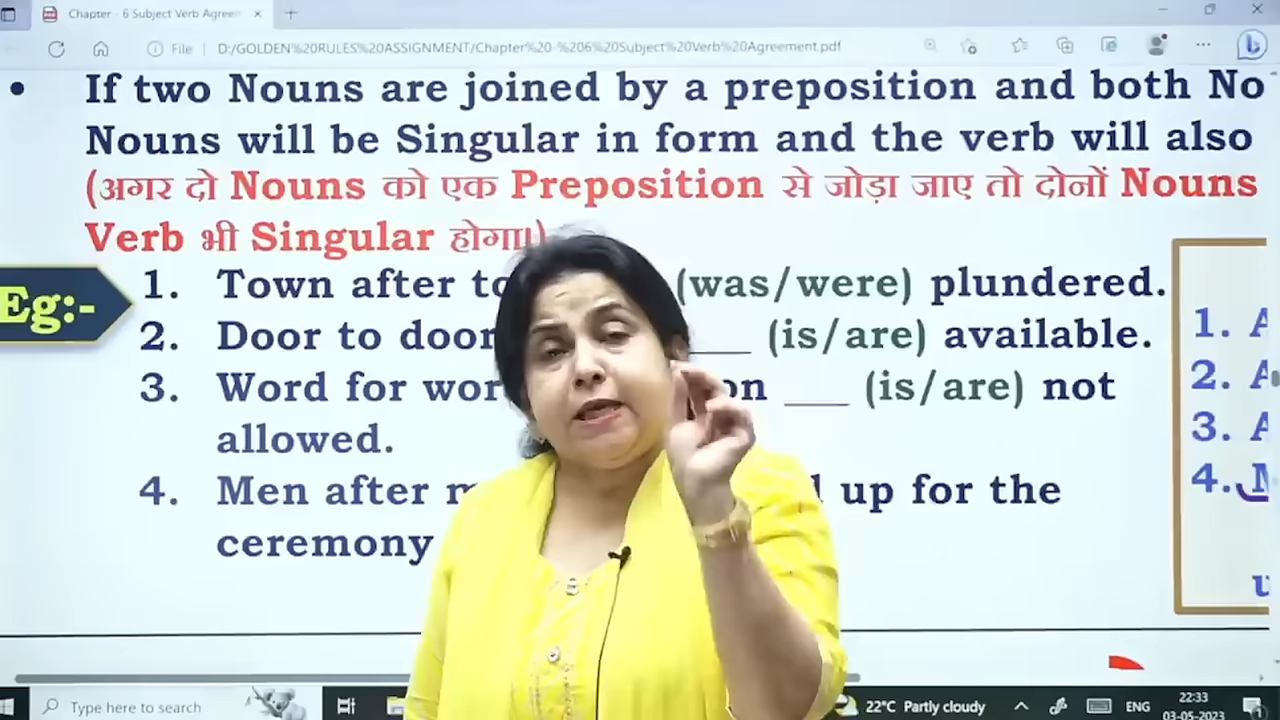 Chapter - 6 Subject Verb Agreem
File | D:/GOLDEN%20RULES%20ASSIGNMENT/Chapter%20-%206%20Subject%20Verb%20Agreement.pdf
• If two Nouns are joined by a preposition and both No
Nouns will be Singular in form and the verb will also
(अगर दो Nouns को एक Preposition से जोड़ा जाए तो दोनों Nouns
Verb भी Singular होगा।)
Eg:-
1. Town after to (was/were) plundered.
2. Door to door ___ (is/are) available.
3. Word for wor on ___ (is/are) not
allowed.
4. Men after m up for the
ceremony
1. A
2. A
3. A
4. M
u
Type here to search
22°C Partly cloudy
ENG
22:33
03-05-2023